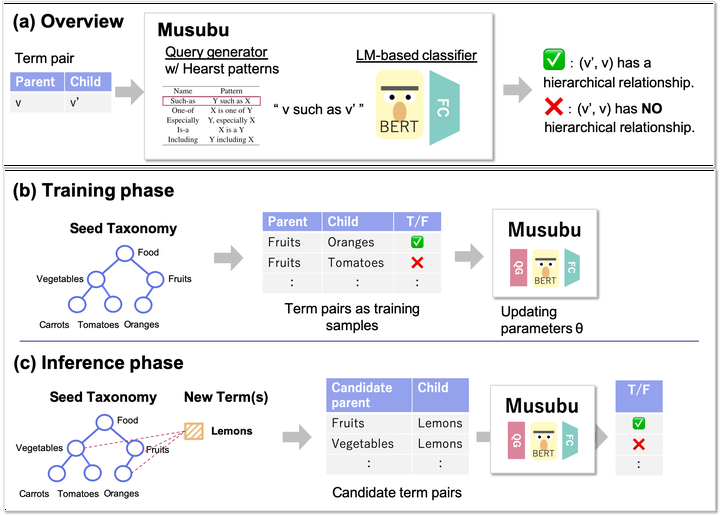 (a) Overview
Term pair
Parent Child
v v'
Musubu
Query generator
w/ Hearst patterns
Name Pattern
Such-as Y such as X
One-of X is one of Y
Especially Y, especially X
Is-a X is a Y
Including Y including X
“ v such as v’ ”
LM-based classifier
BERT
FC
: (v’, v) has a
hierarchical relationship.
: (v’, v) has NO
hierarchical relationship.
(b) Training phase
Seed Taxonomy
Food
Vegetables
Fruits
Carrots Tomatoes Oranges
Parent Child T/F
Fruits Oranges
Fruits Tomatoes
: : :
Term pairs as training
samples
Musubu
QG
BERT
FC
Updating
parameters θ
(c) Inference phase
Seed Taxonomy
New Term(s)
Food
Lemons
Vegetables
Fruits
Carrots Tomatoes Oranges
Candidate
parent
Child
Fruits Lemons
Vegetables Lemons
: :
Candidate term pairs
Musubu
QG
BERT
FC
T/F
: